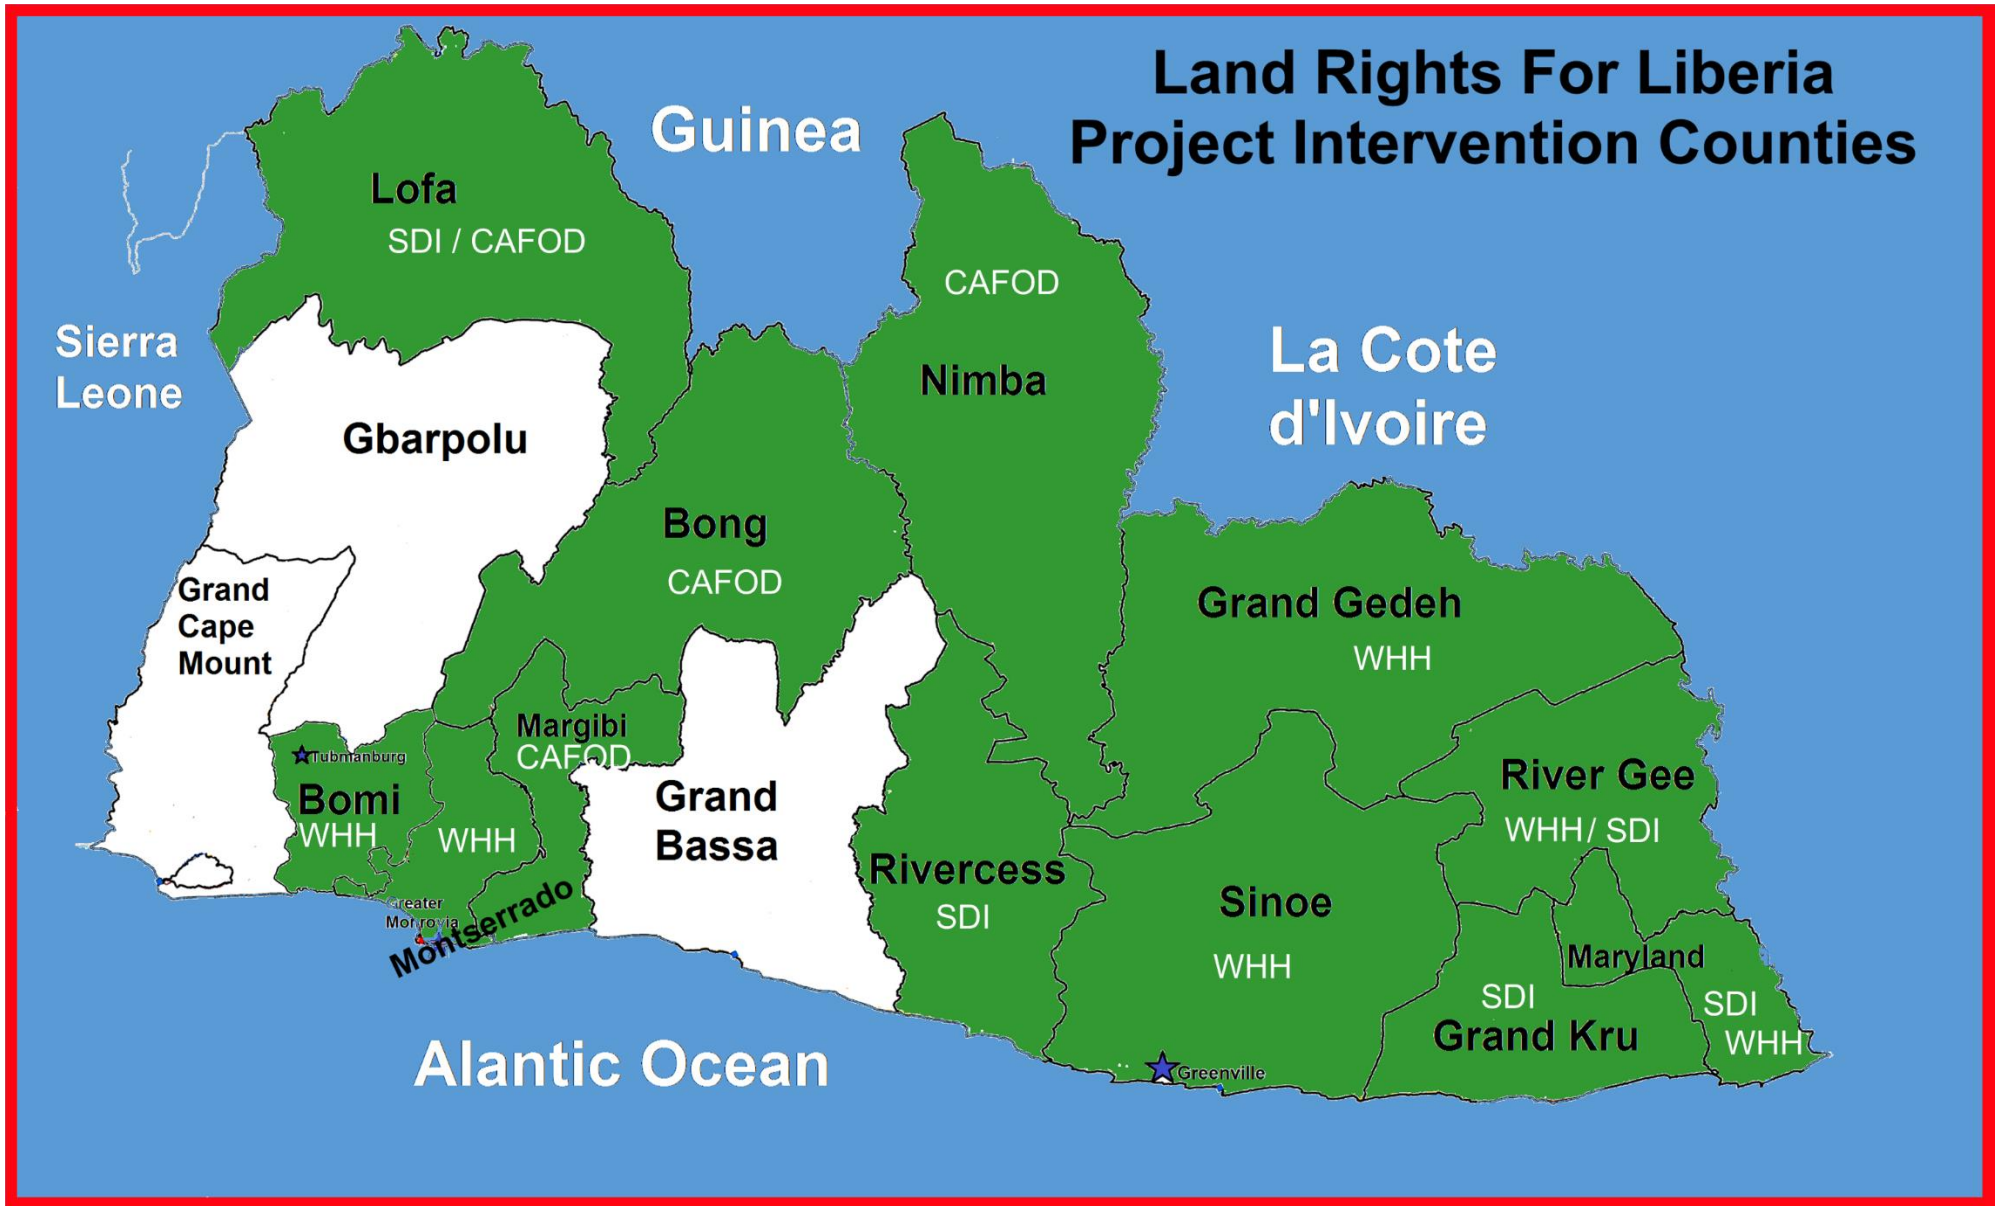 Land Rights For Liberia
Project Intervention Counties
Guinea
Lofa
SDI / CAFOD
CAFOD
Nimba
Sierra
Leone
La Cote
d'Ivoire
Gbarpolu
Bong
CAFOD
Grand
Cape
Mount
Grand Gedeh
WHH
Margibi
CAFOD
Tubmanburg
Bomi
WHH
WHH
Grand
Bassa
River Gee
WHH / SDI
Rivercess
SDI
Sinoe
WHH
Greater
Monrovia
Montserrado
Maryland
SDI
WHH
SDI
Grand Kru
Greenville
Alantic Ocean